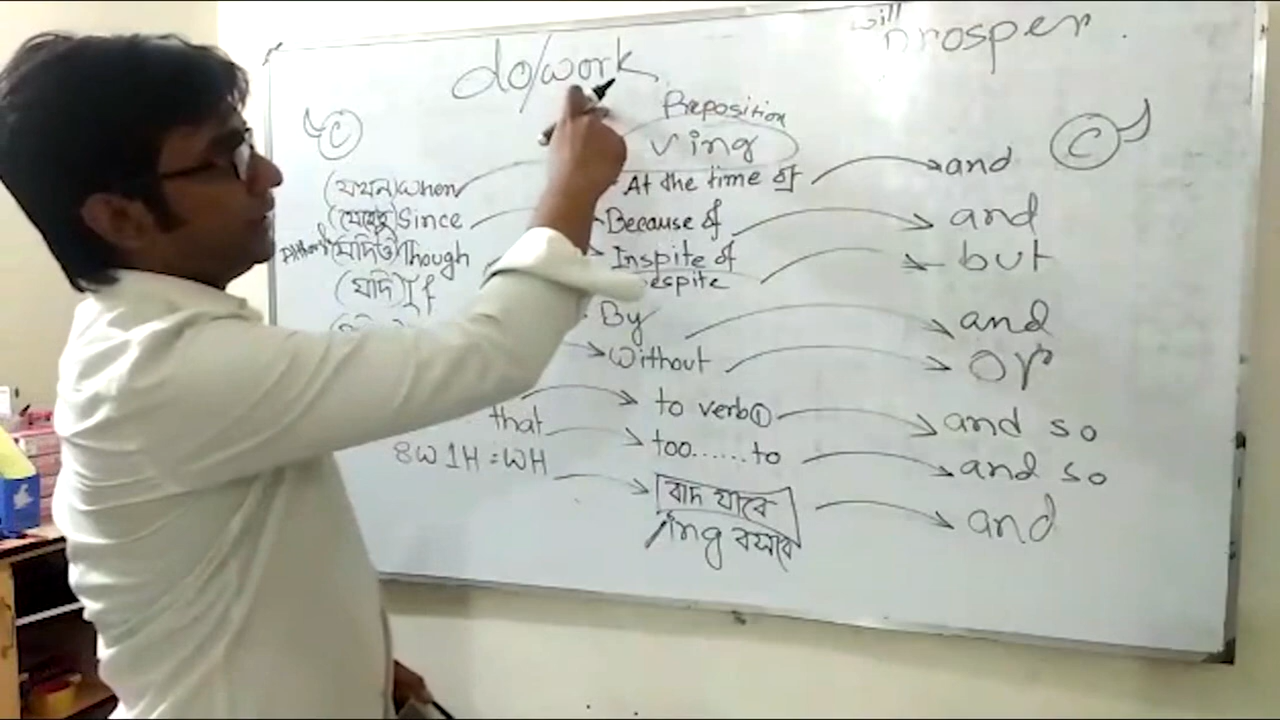 will
prosper.
do/work
Preposition
C
Ving
C
(যখন) when At the time of and
(যেহেতু) Since Because of and
Although (যদিও) Though Inspite of but
(যদি) If Despite
By and
Without or
to verb① and so
that too......to and so
8W 1H = WH
বাদ যাবে and
ing বসবে